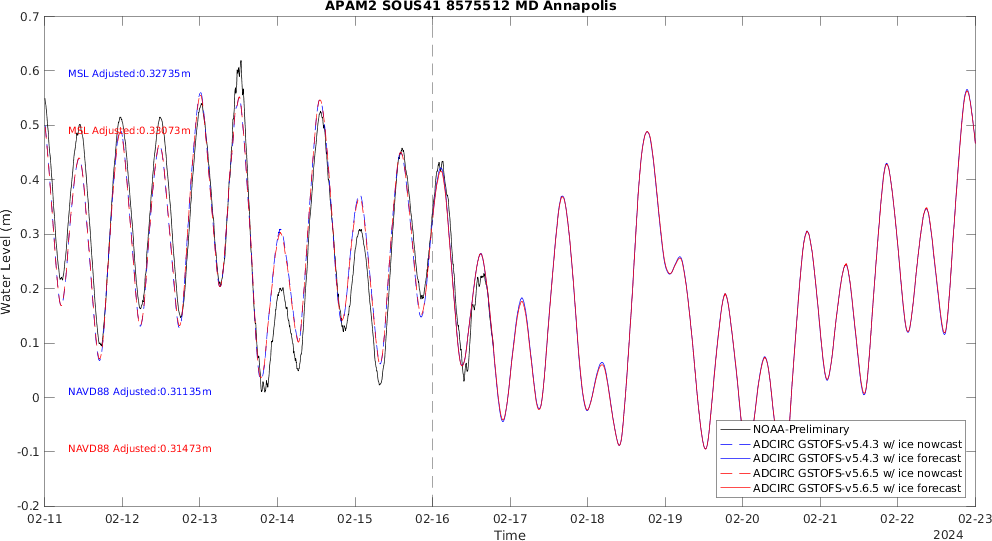 APAM2 SOUS41 8575512 MD Annapolis
0.7
0.6
0.5
0.4
0.3
0.2
0.1
0
-0.1
-0.2
Water Level (m)
MSL Adjusted:0.32735m
MSL Adjusted:0.33073m
NAVD88 Adjusted:0.31135m
NAVD88 Adjusted:0.31473m
NOAA-Preliminary
ADCIRC GSTOFS-v5.4.3 w/ ice nowcast
ADCIRC GSTOFS-v5.4.3 w/ ice forecast
ADCIRC GSTOFS-v5.6.5 w/ ice nowcast
ADCIRC GSTOFS-v5.6.5 w/ ice forecast
02-11 02-12 02-13 02-14 02-15 02-16 02-17 02-18 02-19 02-20 02-21 02-22 02-23
Time
2024